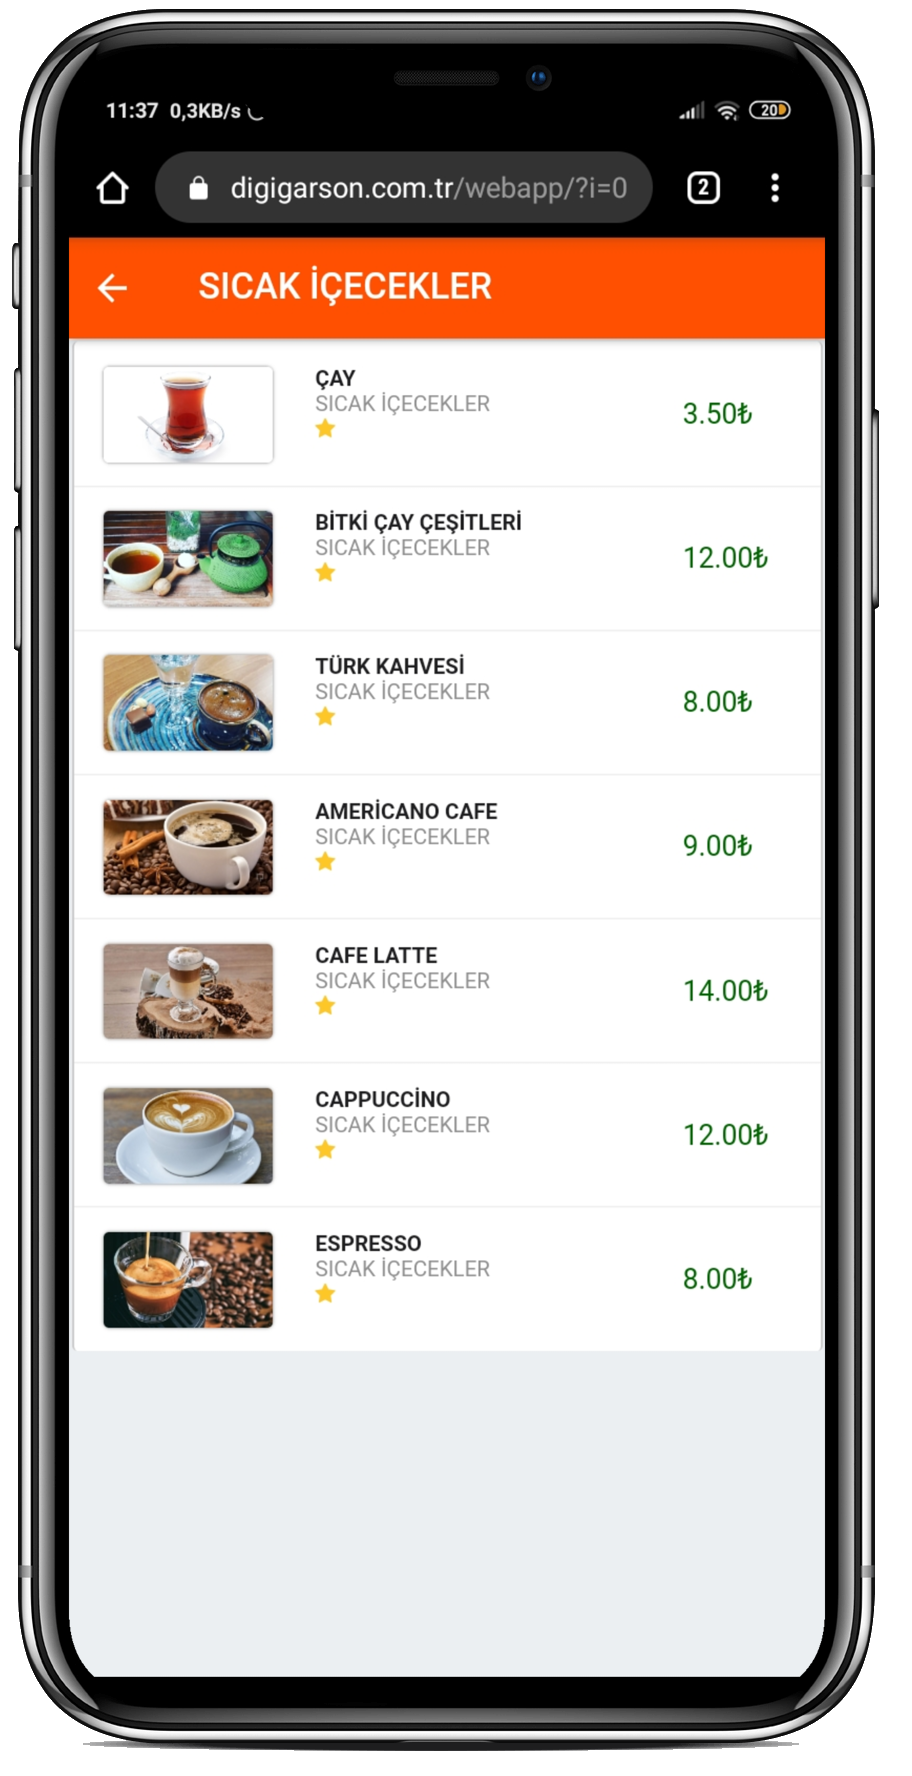 11:37 0,3KB/s
20
digigarson.com.tr/webapp/?i=0
2
SICAK İÇECEKLER
ÇAY
SICAK İÇECEKLER
3.50₺
BİTKİ ÇAY ÇEŞİTLERİ
SICAK İÇECEKLER
12.00₺
TÜRK KAHVESİ
SICAK İÇECEKLER
8.00₺
AMERİCANO CAFE
SICAK İÇECEKLER
9.00₺
CAFE LATTE
SICAK İÇECEKLER
14.00₺
CAPPUCCİNO
SICAK İÇECEKLER
12.00₺
ESPRESSO
SICAK İÇECEKLER
8.00₺